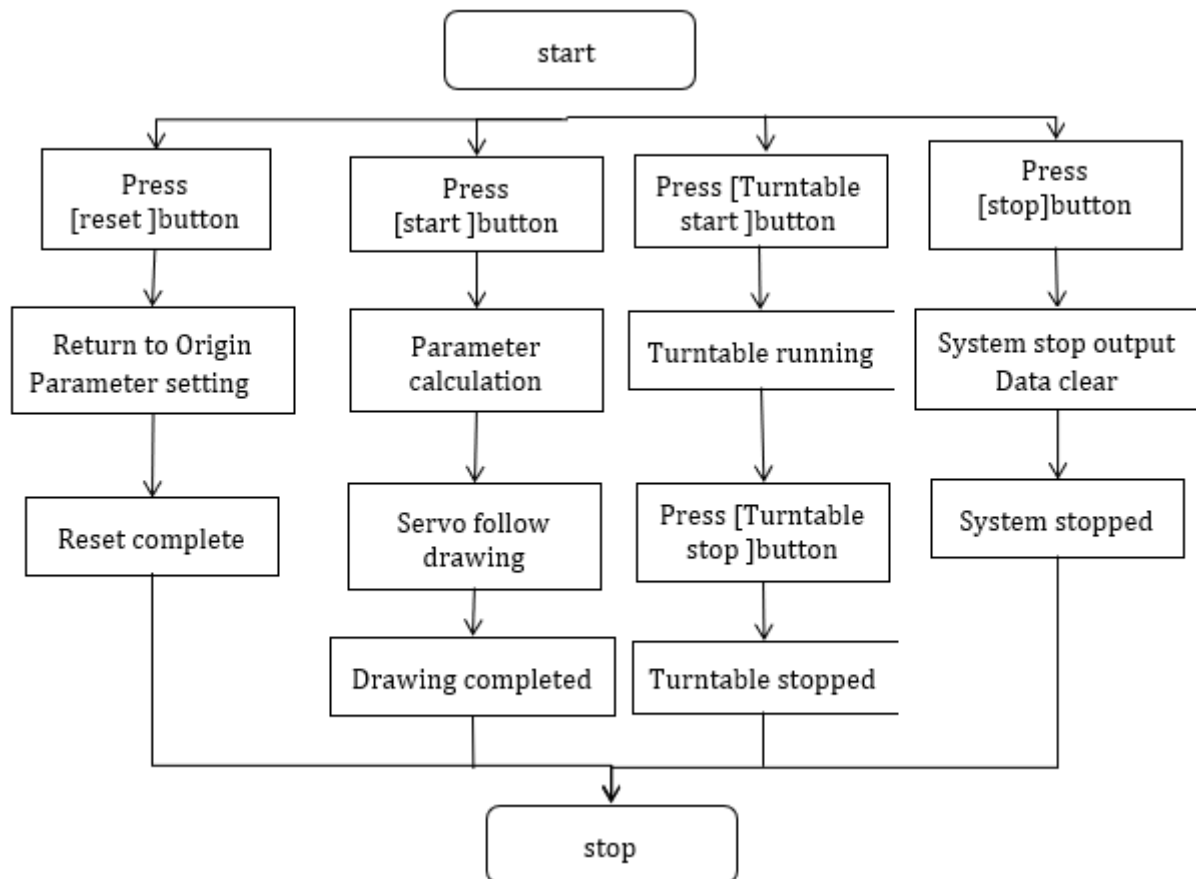 start
Press
[reset ]button
Press
[start ]button
Press [Turntable
start ]button
Press
[stop]button
Return to Origin
Parameter setting
Parameter
calculation
Turntable running
System stop output
Data clear
Reset complete
Servo follow
drawing
Press [Turntable
stop ]button
System stopped
Drawing completed
Turntable stopped
stop